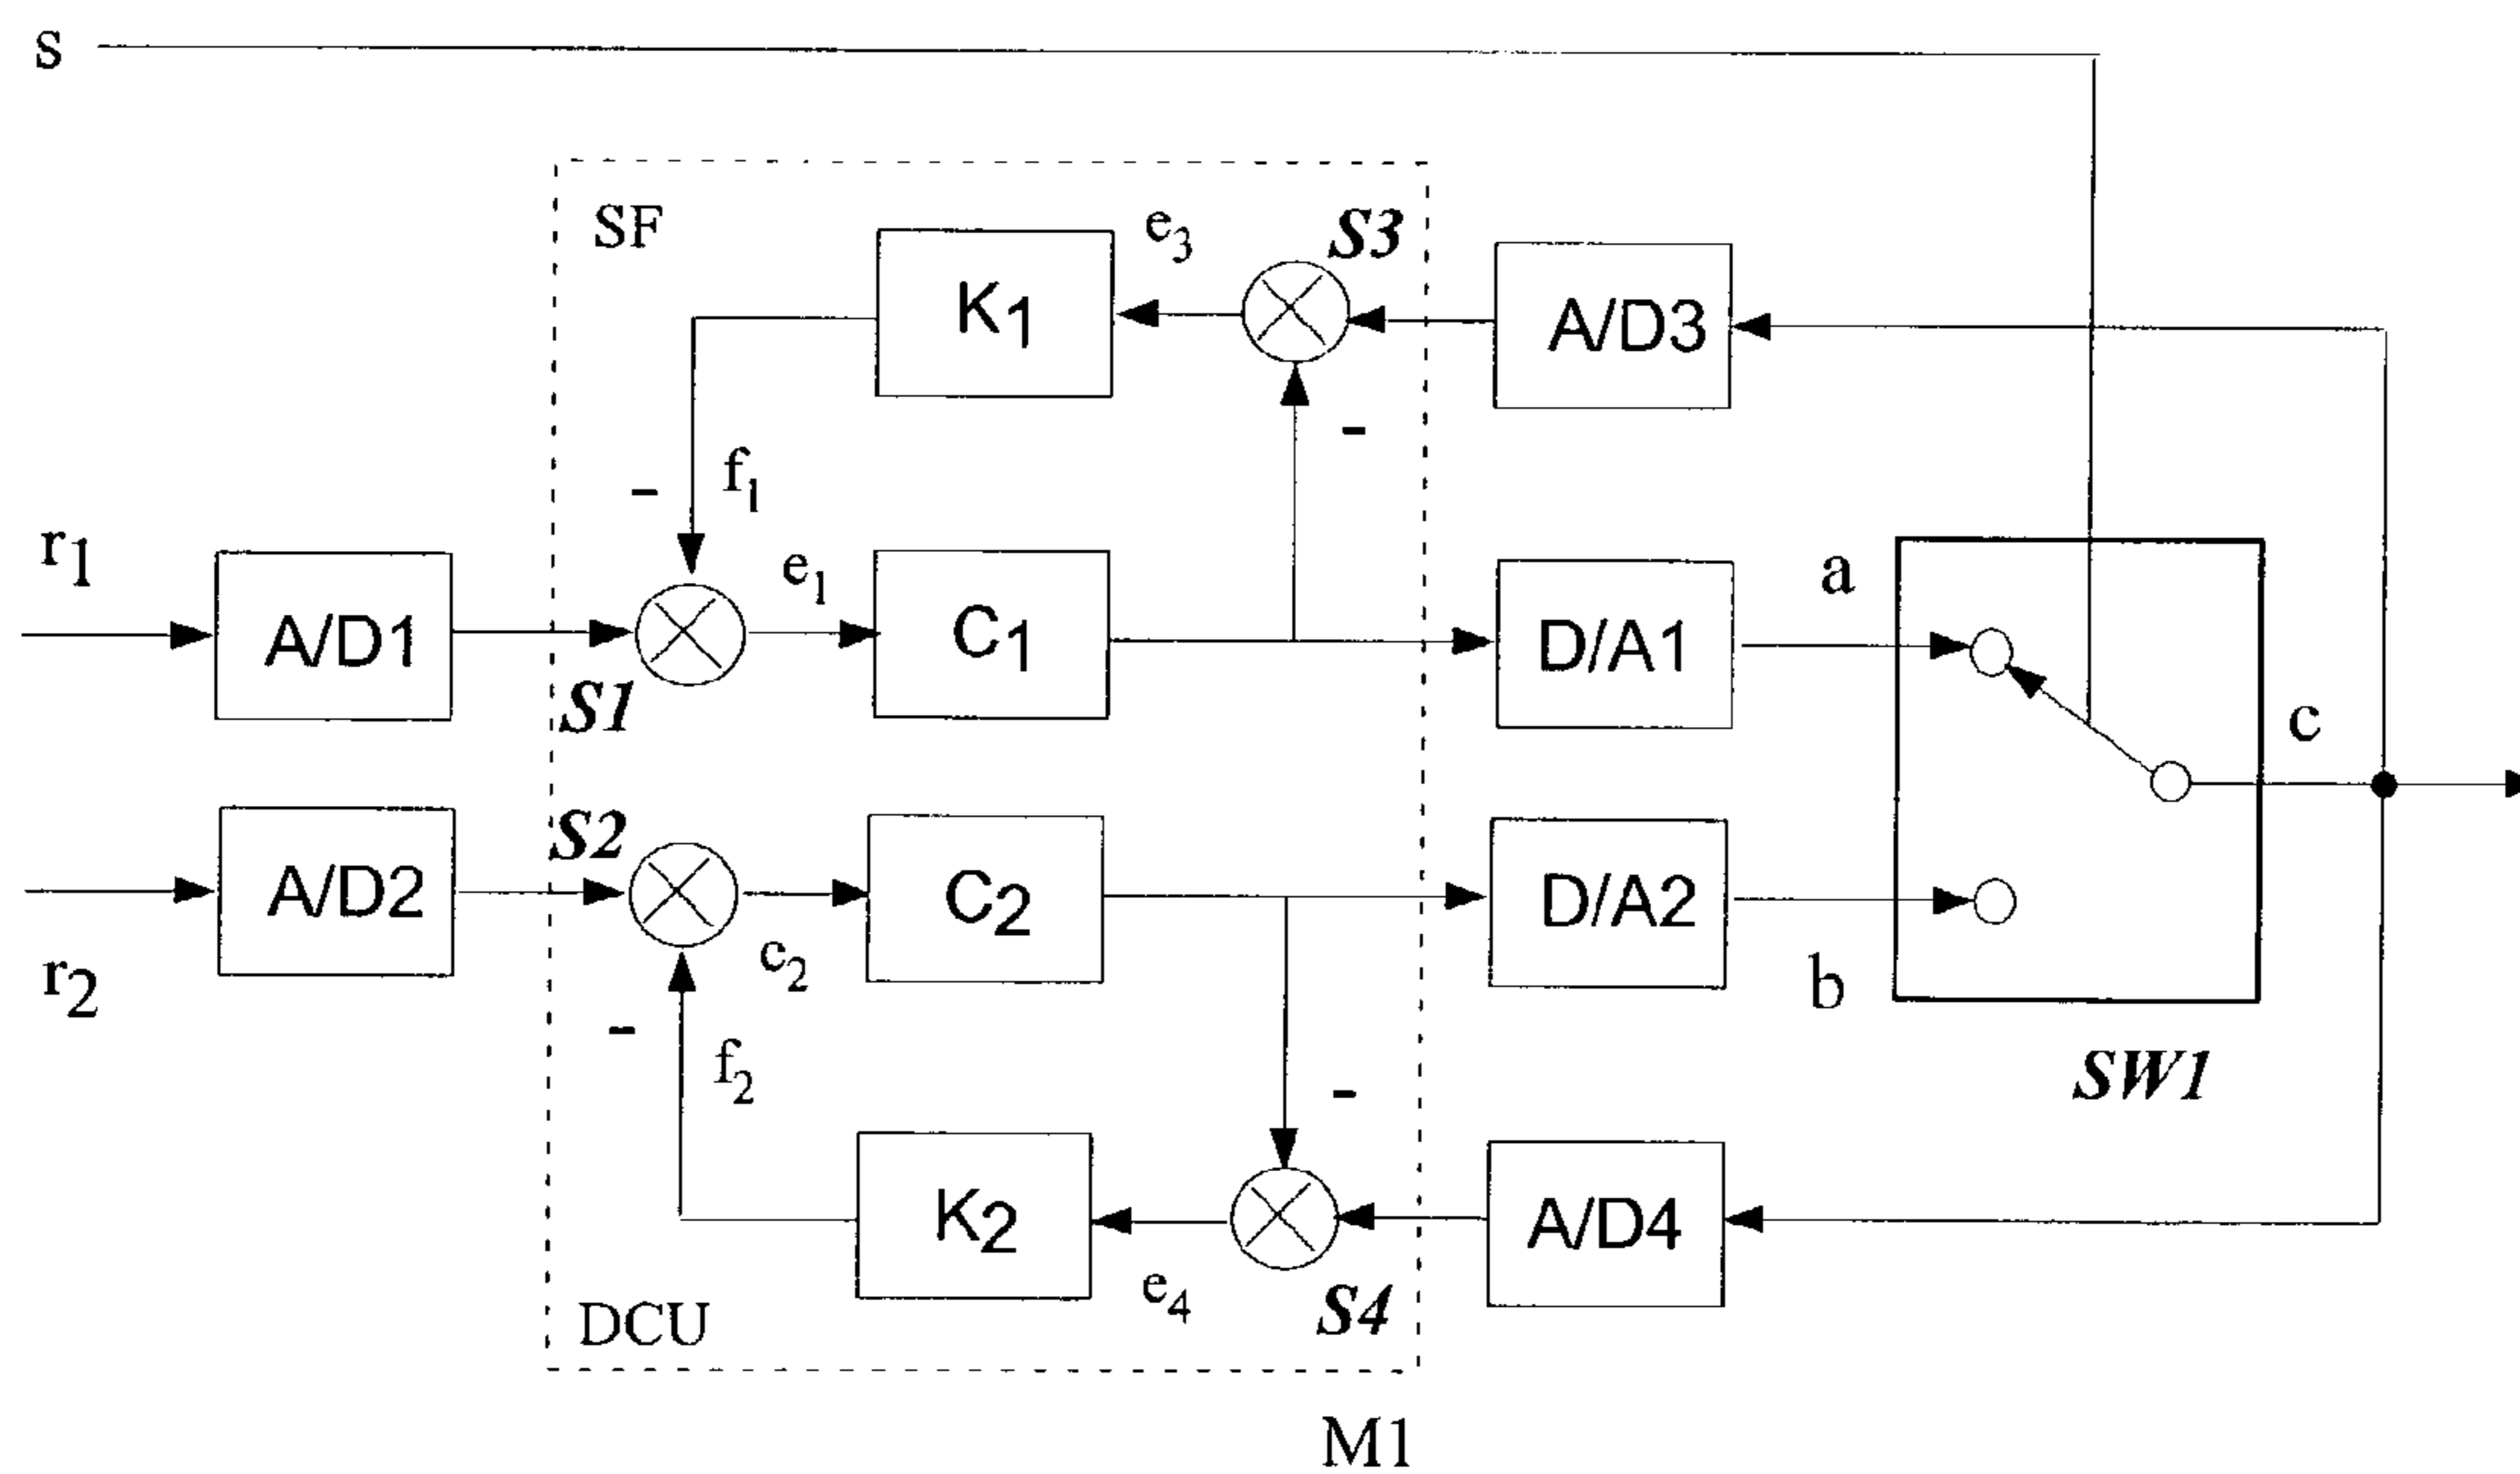 s
SF
K1
e3
S3
A/D3
-
-
f1
r1
A/D1
e1
C1
D/A1
a
S1
c
S2
A/D2
C2
D/A2
r2
e2
b
-
f2
-
SW1
K2
A/D4
e4
S4
DCU
M1